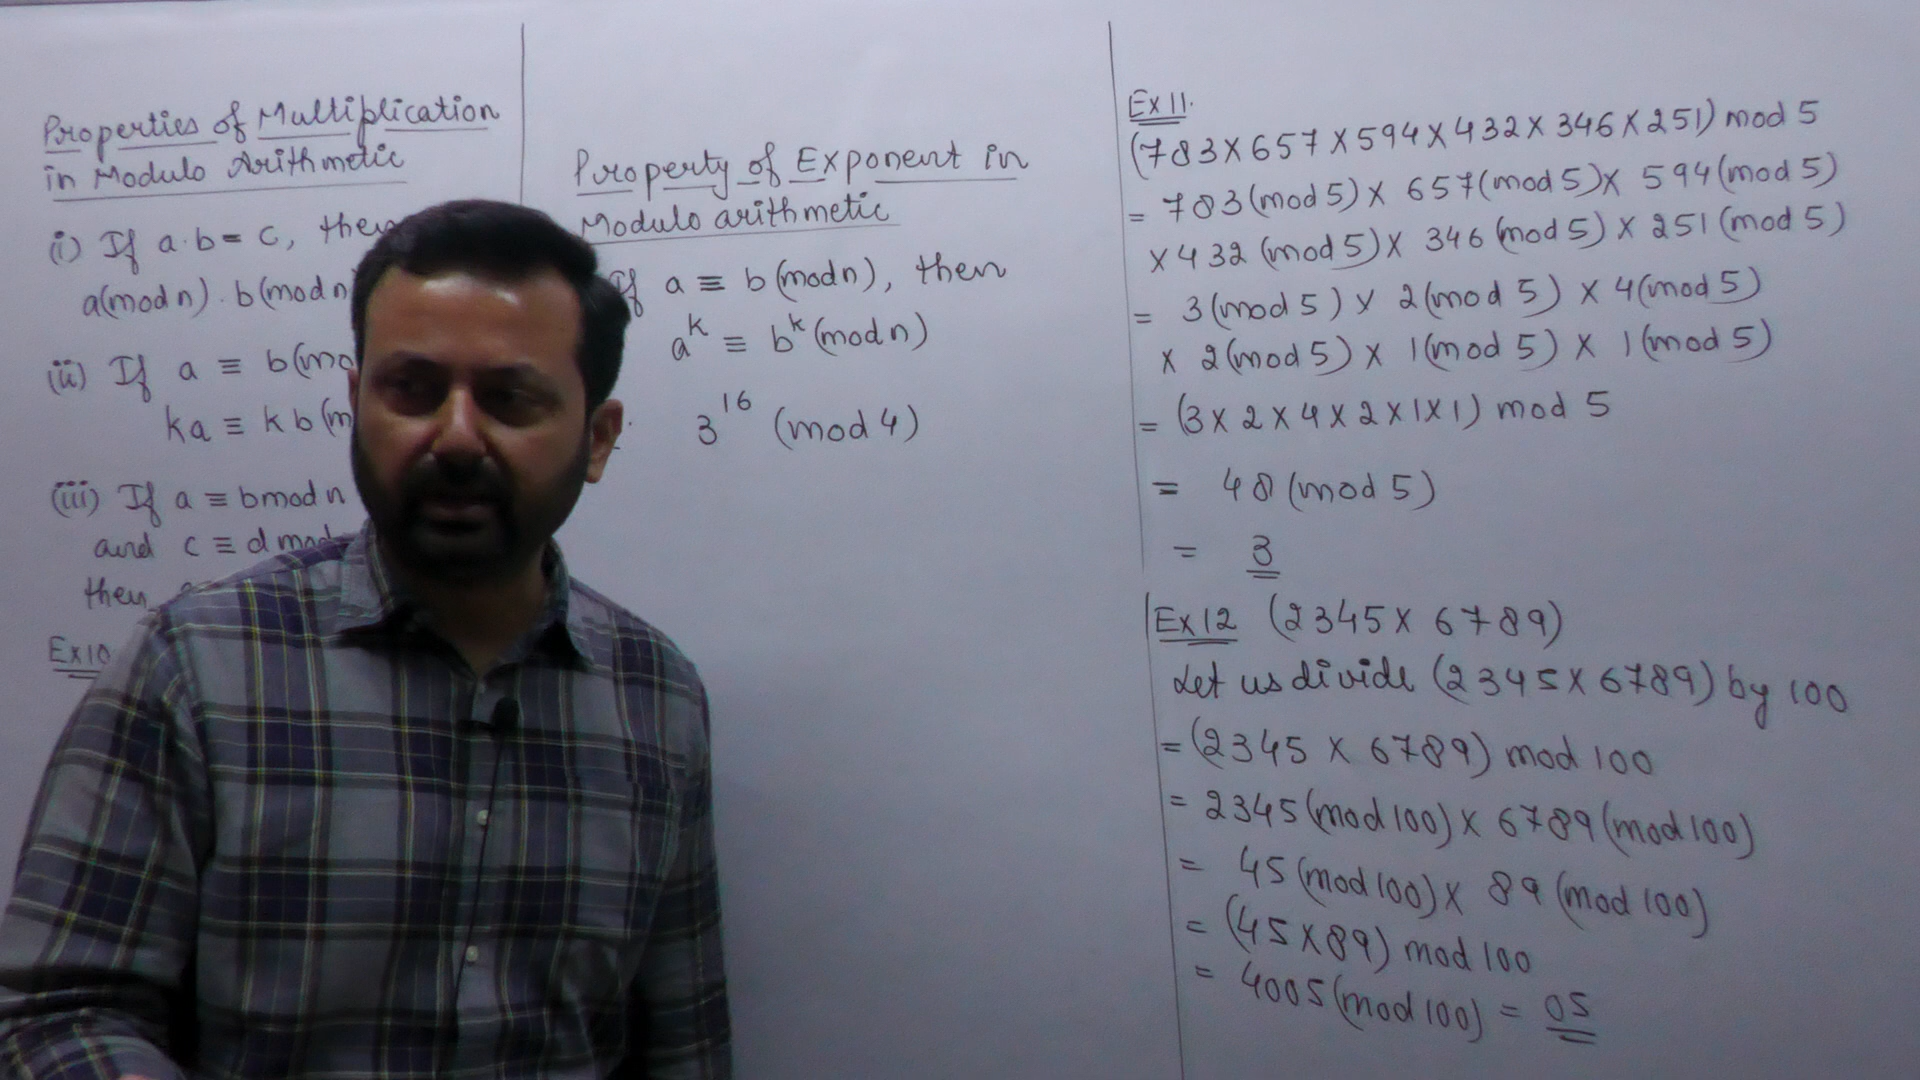 Properties of Multiplication
in Modulo Arithmetic
(i) If a·b = c, then
a(mod n) . b(mod n)
(ii) If a ≡ b(mo
ka ≡ kb(m
(iii) If a ≡ bmod n
and c ≡ d mod
then
Ex10
Property of Exponent in
Modulo arithmetic
If a ≡ b(mod n), then
a^k ≡ b^k (mod n)
3^16 (mod 4)
Ex 11.
(783 X 657 X 594 X 432 X 346 X 251) mod 5
= 783(mod 5) X 657(mod 5) X 594(mod 5)
X 432 (mod 5) X 346 (mod 5) X 251 (mod 5)
= 3(mod 5) X 2(mod 5) X 4(mod 5)
X 2(mod 5) X 1(mod 5) X 1(mod 5)
= (3 X 2 X 4 X 2 X 1 X 1) mod 5
= 48 (mod 5)
= 3
Ex12 (2345 X 6789)
Let us divide (2345 X 6789) by 100
= (2345 X 6789) mod 100
= 2345 (mod 100) X 6789 (mod 100)
= 45 (mod 100) X 89 (mod 100)
= (45 X 89) mod 100
= 4005 (mod 100) = 05